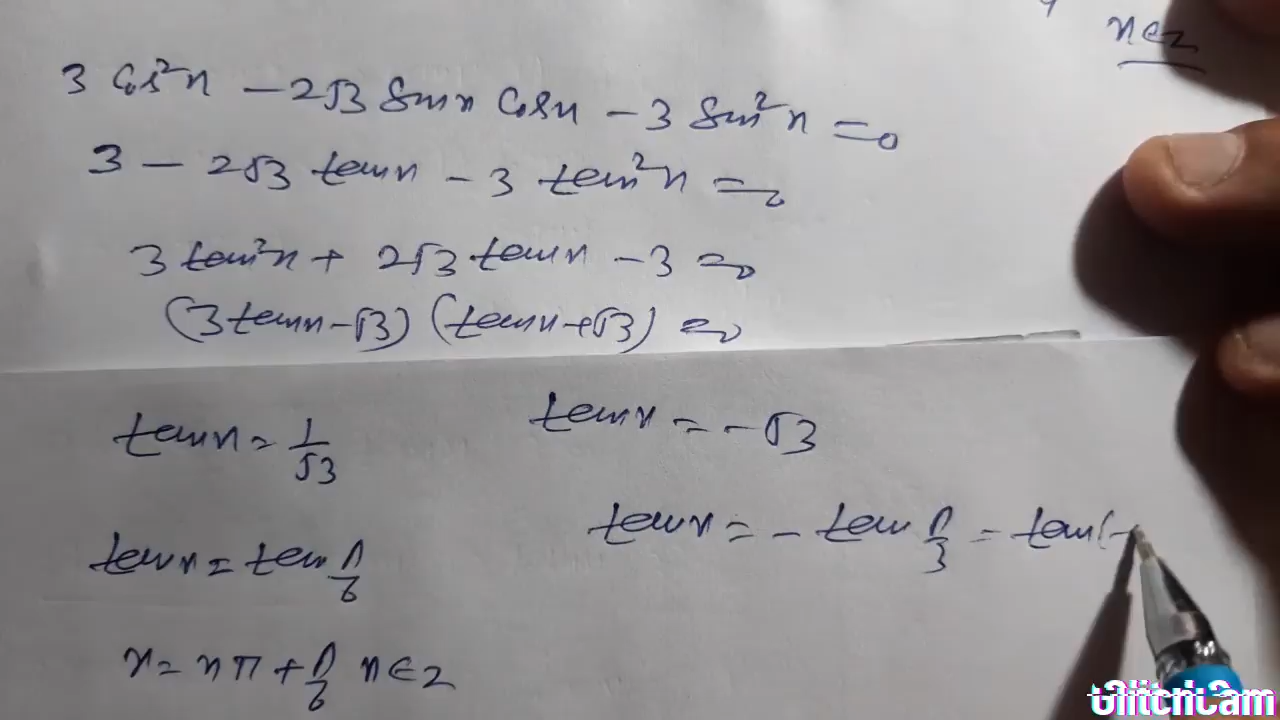 n∈Z
3 Cos²x − 2√3 Sinx Cosx − 3 Sin²x = 0
3 − 2√3 tanx − 3 tan²x = 0
3 tan²x + 2√3 tanx − 3 = 0
(3tanx − √3) (tanx + √3) = 0
tanx = 1/√3
tanx = −√3
tanx = tan π/6
tanx = − tan π/3 = tan(−
x = nπ + π/6 n∈Z
GlitchCam